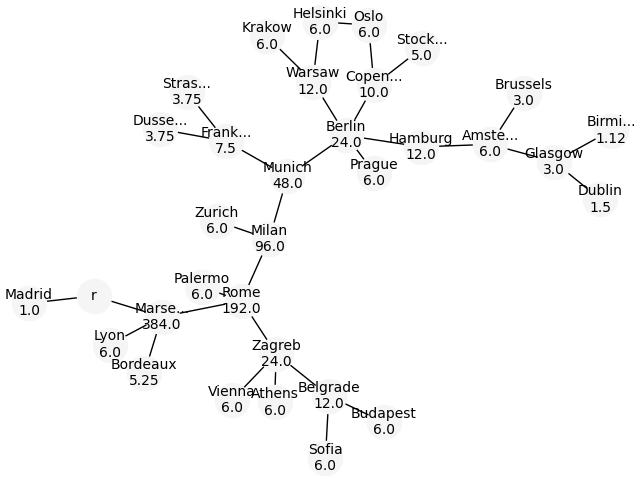 Helsinki
6.0
Oslo
6.0
Krakow
6.0
Stock...
5.0
Warsaw
12.0
Copen...
10.0
Stras...
3.75
Brussels
3.0
Dusse...
3.75
Frank...
7.5
Berlin
24.0
Hamburg
12.0
Amste...
6.0
Birmi...
1.12
Glasgow
3.0
Munich
48.0
Prague
6.0
Dublin
1.5
Zurich
6.0
Milan
96.0
Palermo
6.0
Rome
192.0
Madrid
1.0
r
Marse...
384.0
Lyon
6.0
Bordeaux
5.25
Zagreb
24.0
Vienna
6.0
Athens
6.0
Belgrade
12.0
Budapest
6.0
Sofia
6.0